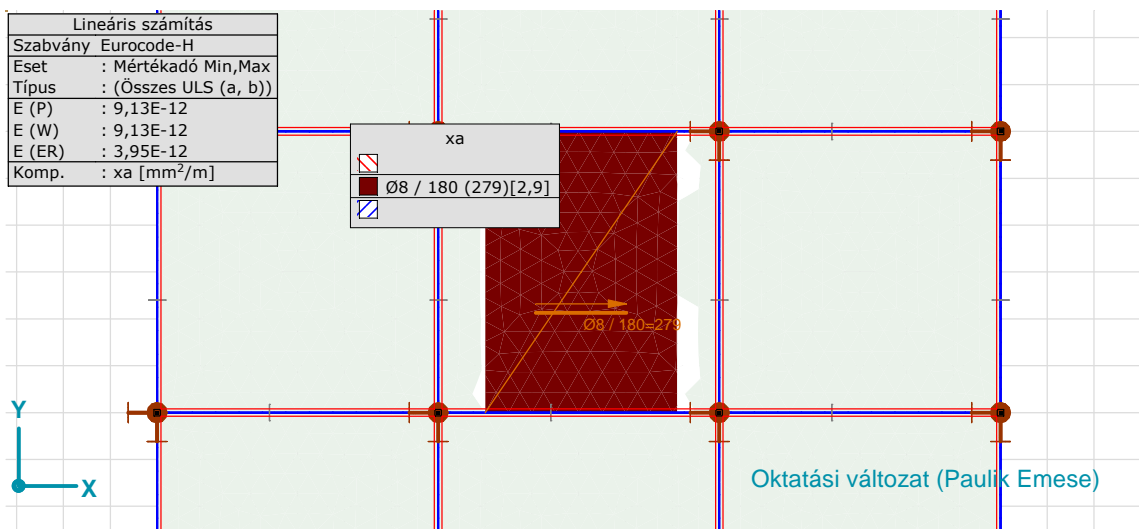 Lineáris számítás
Szabvány Eurocode-H
Eset : Mértékadó Min,Max
Típus : (Összes ULS (a, b))
E (P) : 9,13E-12
E (W) : 9,13E-12
E (ER) : 3,95E-12
Komp. : xa [mm²/m]
xa
Ø8 / 180 (279)[2,9]
Ø8 / 180=279
Y
X
Oktatási változat (Paulik Emese)